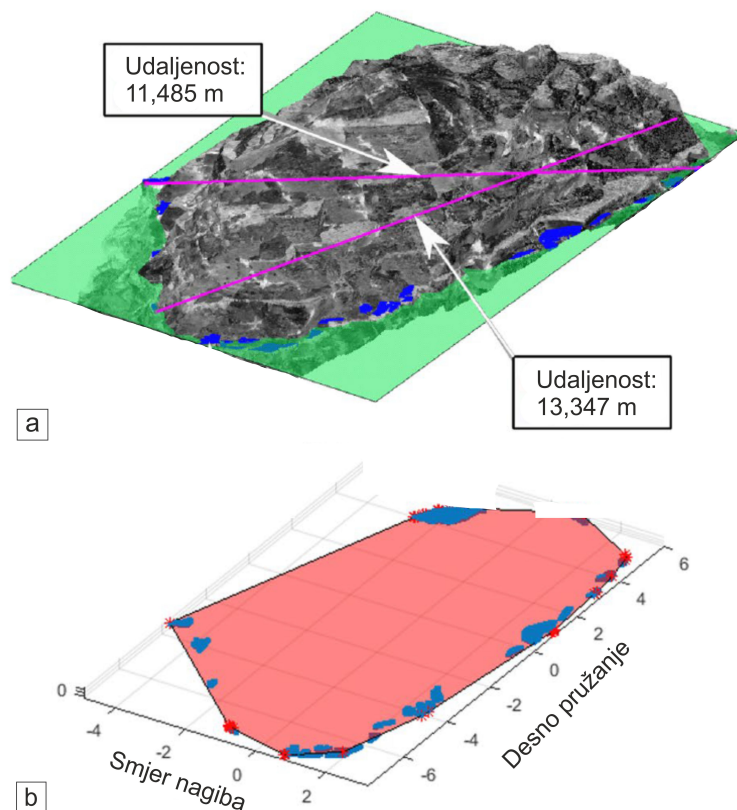 Udaljenost:
11,485 m
Udaljenost:
13,347 m
a
6
4
2
0
-2
-4
-6
0
-4
-2
0
2
Desno pružanje
Smjer nagiba
b